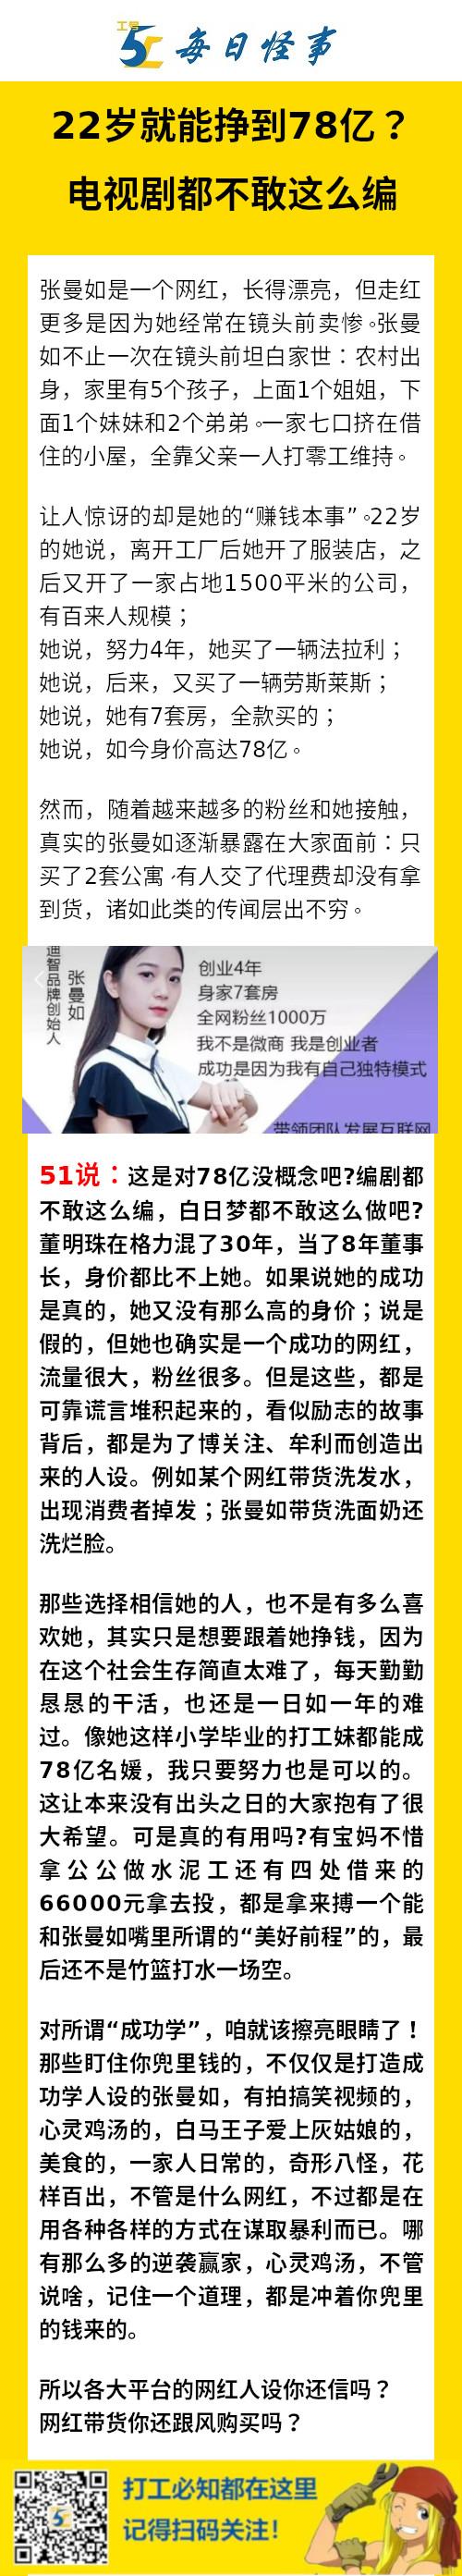 工号
51
每日怪事
22岁就能挣到78亿？
电视剧都不敢这么编
张曼如是一个网红，长得漂亮，但走红
更多是因为她经常在镜头前卖惨。张曼
如不止一次在镜头前坦白家世：农村出
身，家里有5个孩子，上面1个姐姐，下
面1个妹妹和2个弟弟。一家七口挤在借
住的小屋，全靠父亲一人打零工维持。
让人惊讶的却是她的“赚钱本事”。22岁
的她说，离开工厂后她开了服装店，之
后又开了一家占地1500平米的公司，
有百来人规模；
她说，努力4年，她买了一辆法拉利；
她说，后来，又买了一辆劳斯莱斯；
她说，她有7套房，全款买的；
她说，如今身价高达78亿。
然而，随着越来越多的粉丝和她接触，
真实的张曼如逐渐暴露在大家面前：只
买了2套公寓，有人交了代理费却没有拿
到货，诸如此类的传闻层出不穷。
迪智品牌创始人
张曼如
创业4年
身家7套房
全网粉丝1000万
我不是微商 我是创业者
成功是因为我有自己独特模式
带领团队发展互联网
51说：这是对78亿没概念吧?编剧都
不敢这么编，白日梦都不敢这么做吧?
董明珠在格力混了30年，当了8年董事
长，身价都比不上她。如果说她的成功
是真的，她又没有那么高的身价；说是
假的，但她也确实是一个成功的网红，
流量很大，粉丝很多。但是这些，都是
可靠谎言堆积起来的，看似励志的故事
背后，都是为了博关注、牟利而创造出
来的人设。例如某个网红带货洗发水，
出现消费者掉发；张曼如带货洗面奶还
洗烂脸。
那些选择相信她的人，也不是有多么喜
欢她，其实只是想要跟着她挣钱，因为
在这个社会生存简直太难了，每天勤勤
恳恳的干活，也还是一日如一年的难
过。像她这样小学毕业的打工妹都能成
78亿名媛，我只要努力也是可以的。
这让本来没有出头之日的大家抱有了很
大希望。可是真的有用吗?有宝妈不惜
拿公公做水泥工还有四处借来的
66000元拿去投，都是拿来搏一个能
和张曼如嘴里所谓的“美好前程”的，最
后还不是竹篮打水一场空。
对所谓“成功学”，咱就该擦亮眼睛了！
那些盯住你兜里钱的，不仅仅是打造成
功学人设的张曼如，有拍搞笑视频的，
心灵鸡汤的，白马王子爱上灰姑娘的，
美食的，一家人日常的，奇形八怪，花
样百出，不管是什么网红，不过都是在
用各种各样的方式在谋取暴利而已。哪
有那么多的逆袭赢家，心灵鸡汤，不管
说啥，记住一个道理，都是冲着你兜里
的钱来的。
所以各大平台的网红人设你还信吗？
网红带货你还跟风购买吗？
打工必知都在这里
记得扫码关注！